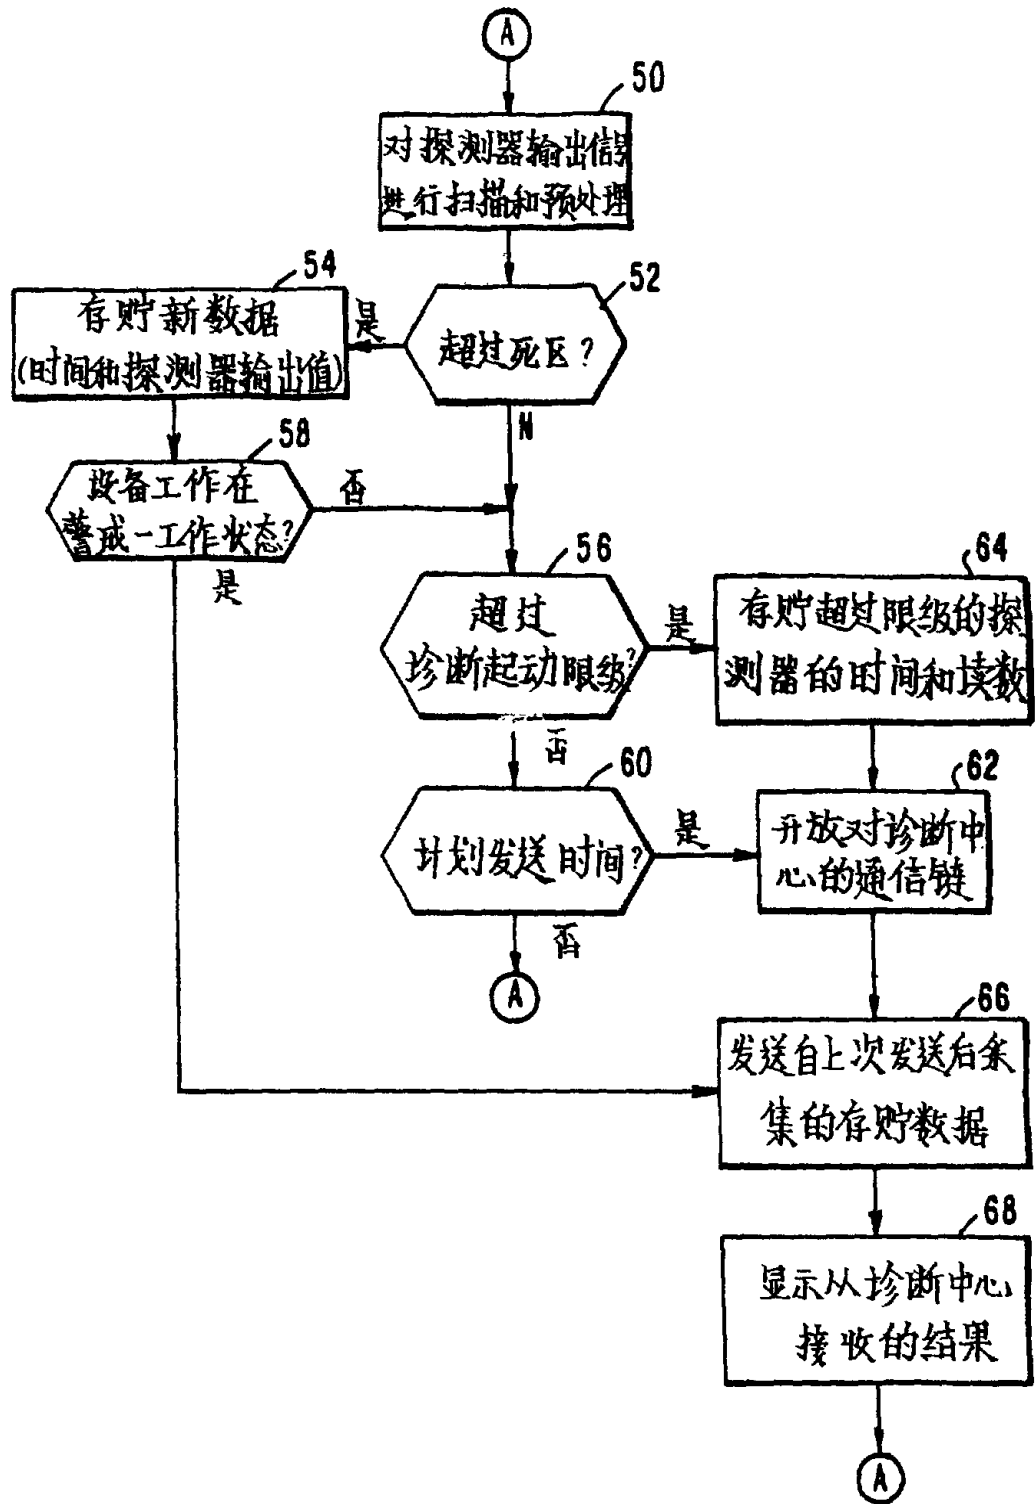 A
50
对探测器输出信号
进行扫描和预处理
52
超过死区?
是
N
54
存贮新数据
(时间和探测器输出值)
58
设备工作在
警戒一工作状态?
否
是
56
超过
诊断起动限级?
是
否
64
存贮超过限级的探
测器的时间和读数
60
计划发送时间?
是
否
A
62
开放对诊断中
心的通信链
66
发送自上次发送后采
集的存贮数据
68
显示从诊断中心
接收的结果
A